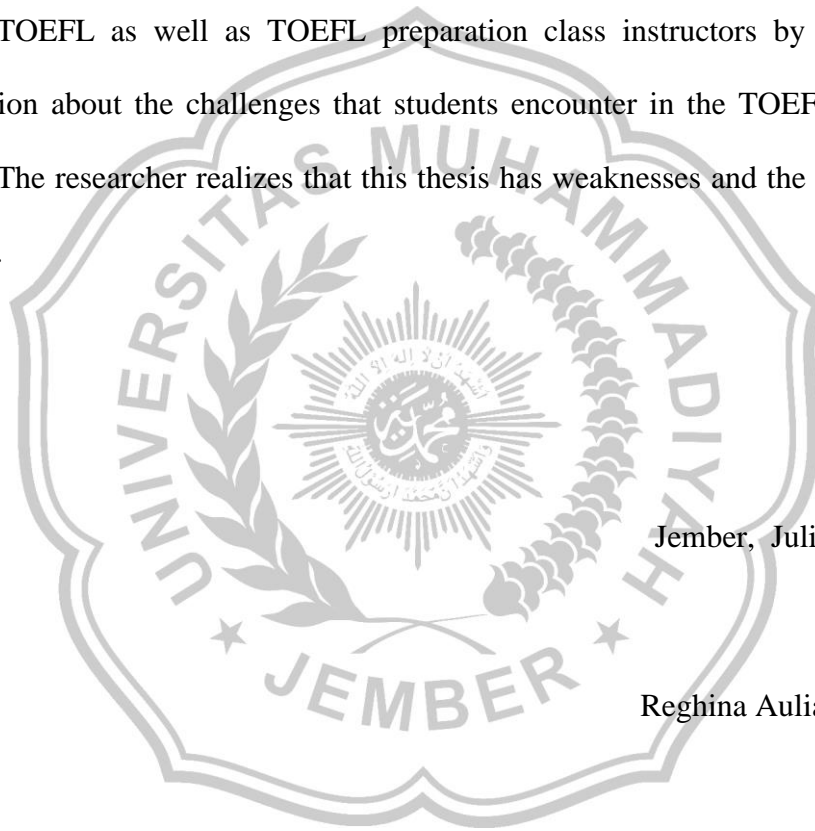 TOEFL as well as TOEFL preparation class instructors by
ion about the challenges that students encounter in the TOEF
The researcher realizes that this thesis has weaknesses and the
.
UNIVERSITAS MUHAMMADIYAH
Jember, Juli
JEMBER
Reghina Aulia